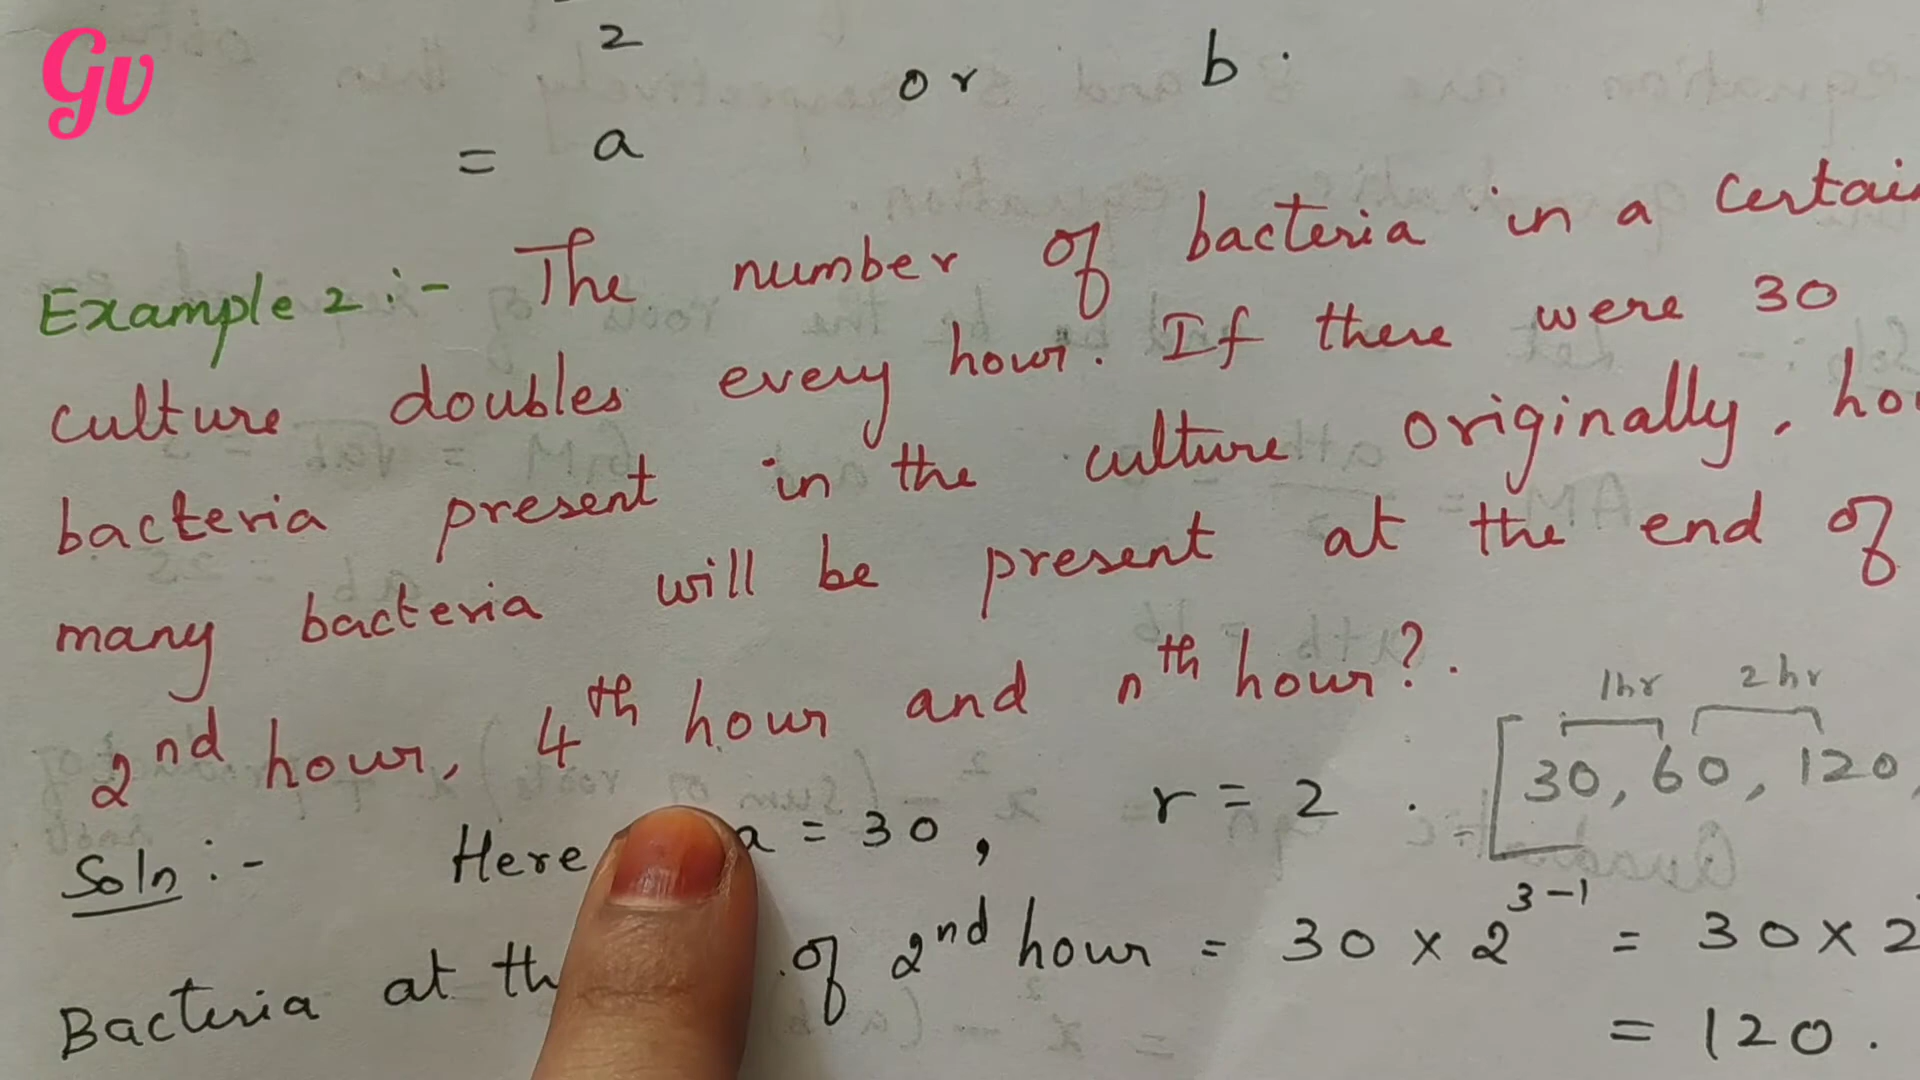 Gv
2
or b.
= a
Example 2 :- The number of bacteria in a certain
culture doubles every hour. If there were 30
bacteria present in the culture originally, how
many bacteria will be present at the end of
2nd hour, 4th hour and nth hour?.
1hr 2hr
Soln :- Here a = 30, r = 2 . [30, 60, 120,
Bacteria at th of 2nd hour = 30 × 2^3-1 = 30 × 2
= 120.